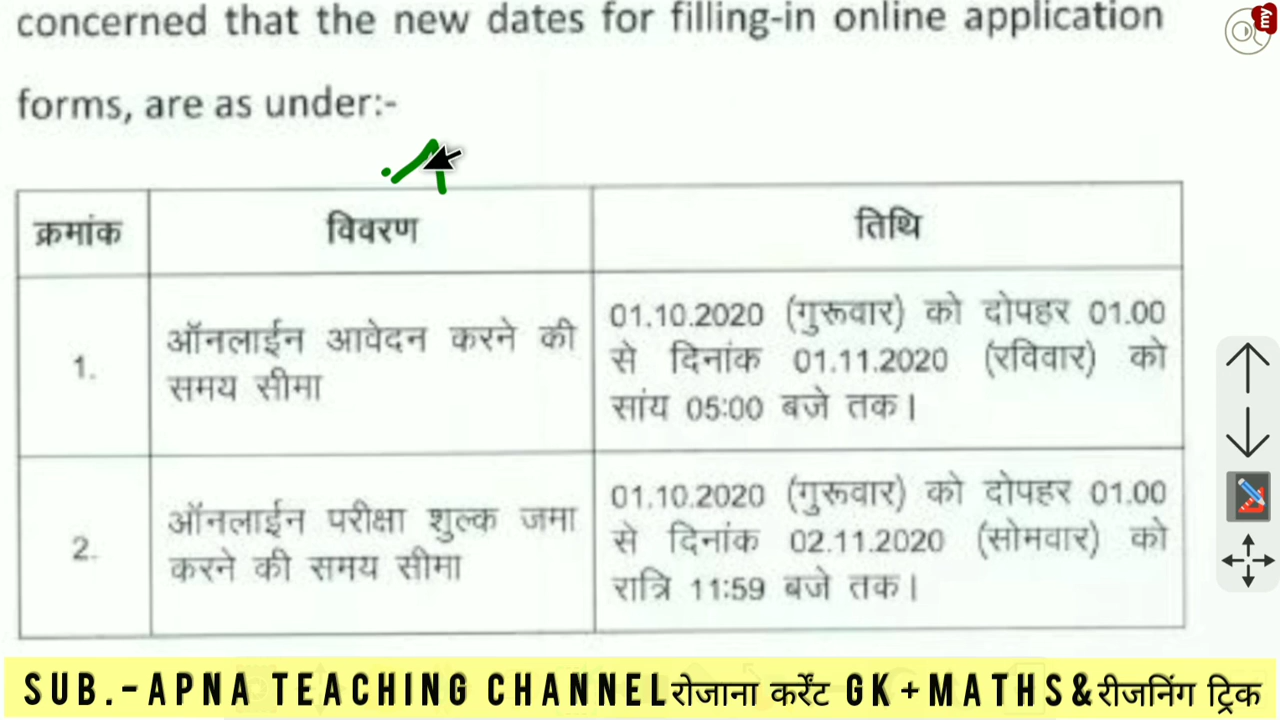 concerned that the new dates for filling-in online application
forms, are as under:-
क्रमांक विवरण तिथि
1. ऑनलाईन आवेदन करने की समय सीमा
01.10.2020 (गुरूवार) को दोपहर 01.00
से दिनांक 01.11.2020 (रविवार) को
सांय 05:00 बजे तक।
2. ऑनलाईन परीक्षा शुल्क जमा
करने की समय सीमा
01.10.2020 (गुरूवार) को दोपहर 01.00
से दिनांक 02.11.2020 (सोमवार) को
रात्रि 11:59 बजे तक।
SUB.-APNA TEACHING CHANNEL रोजाना करेंट GK+MATHS&रीजनिंग ट्रिक